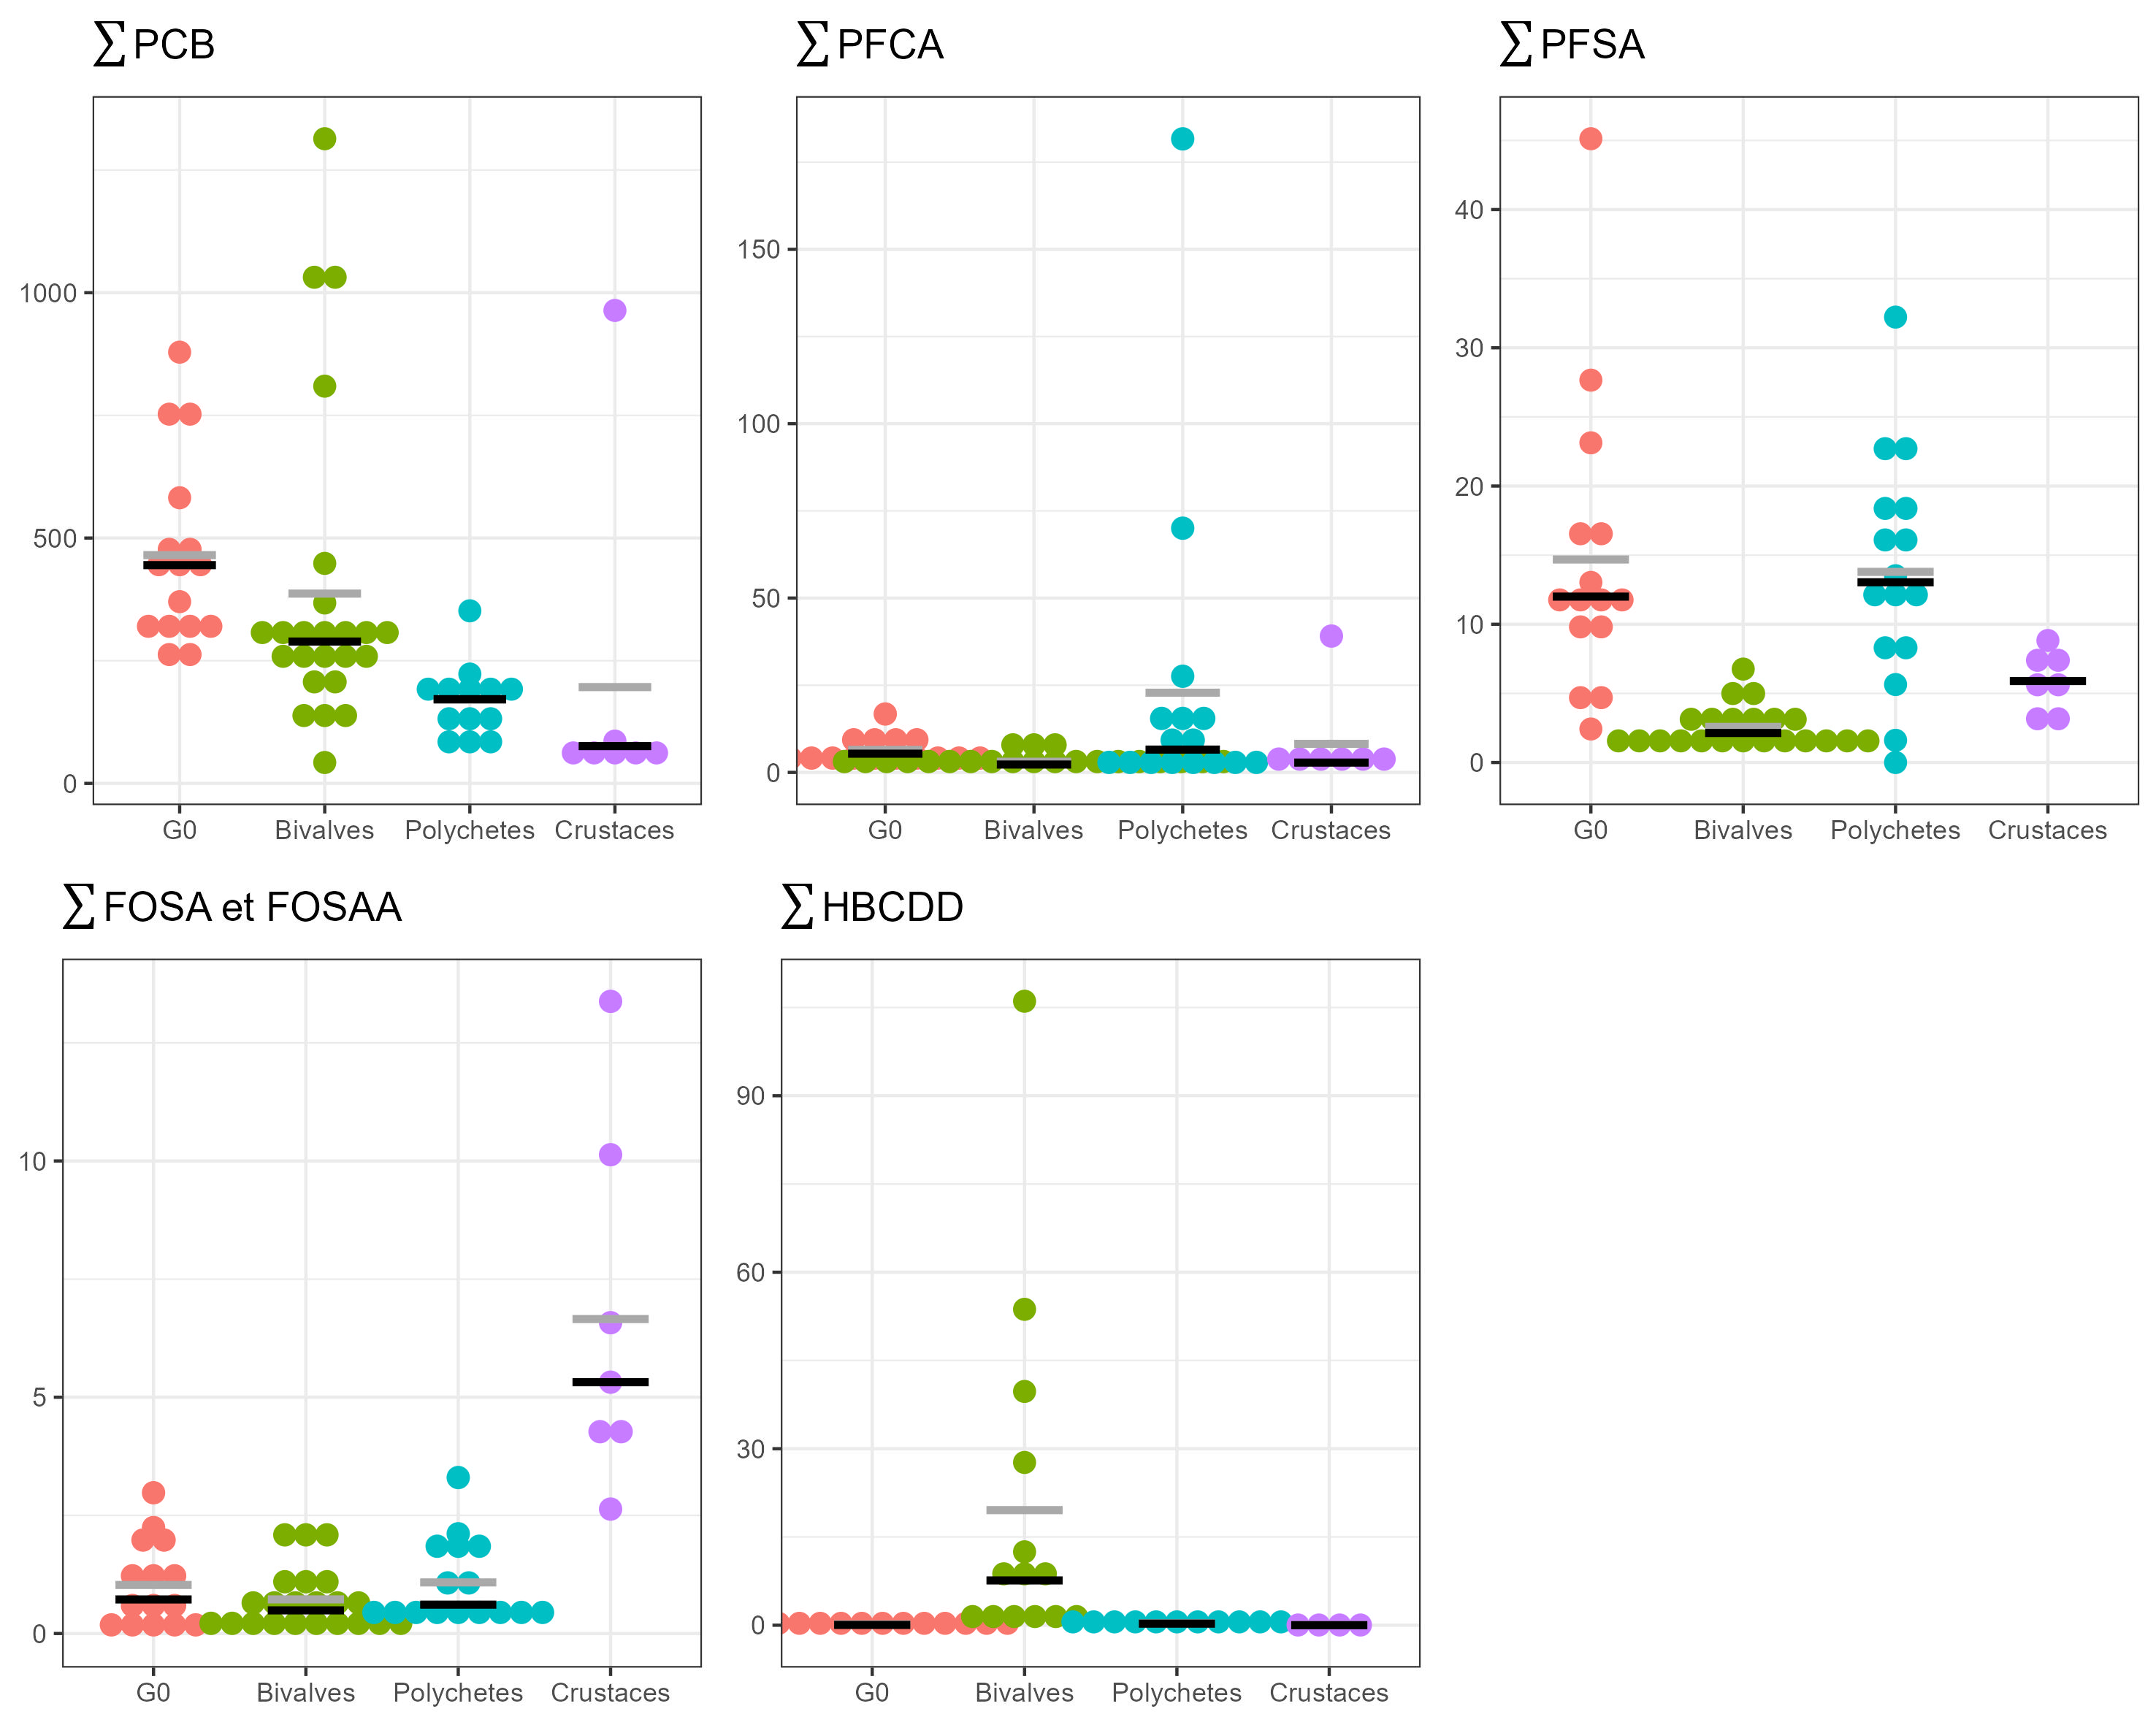 ∑PCB
1000
500
0
G0 Bivalves Polychetes Crustaces
∑PFCA
150
100
50
0
G0 Bivalves Polychetes Crustaces
∑PFSA
40
30
20
10
0
G0 Bivalves Polychetes Crustaces
∑FOSA et FOSAA
10
5
0
G0 Bivalves Polychetes Crustaces
∑HBCDD
90
60
30
0
G0 Bivalves Polychetes Crustaces